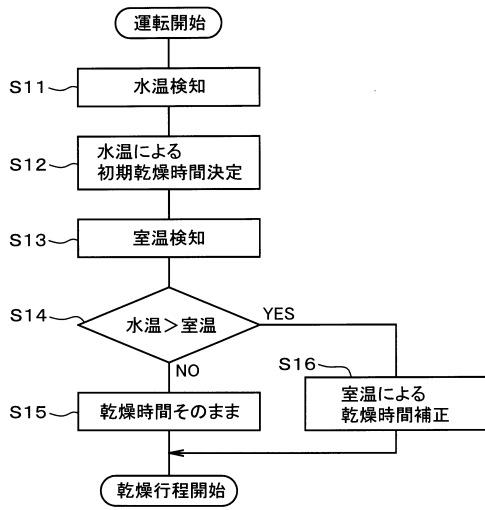 運転開始
S11
水温検知
S12
水温による
初期乾燥時間決定
S13
室温検知
S14
水温＞室温
YES
NO
S15
乾燥時間そのまま
S16
室温による
乾燥時間補正
乾燥行程開始